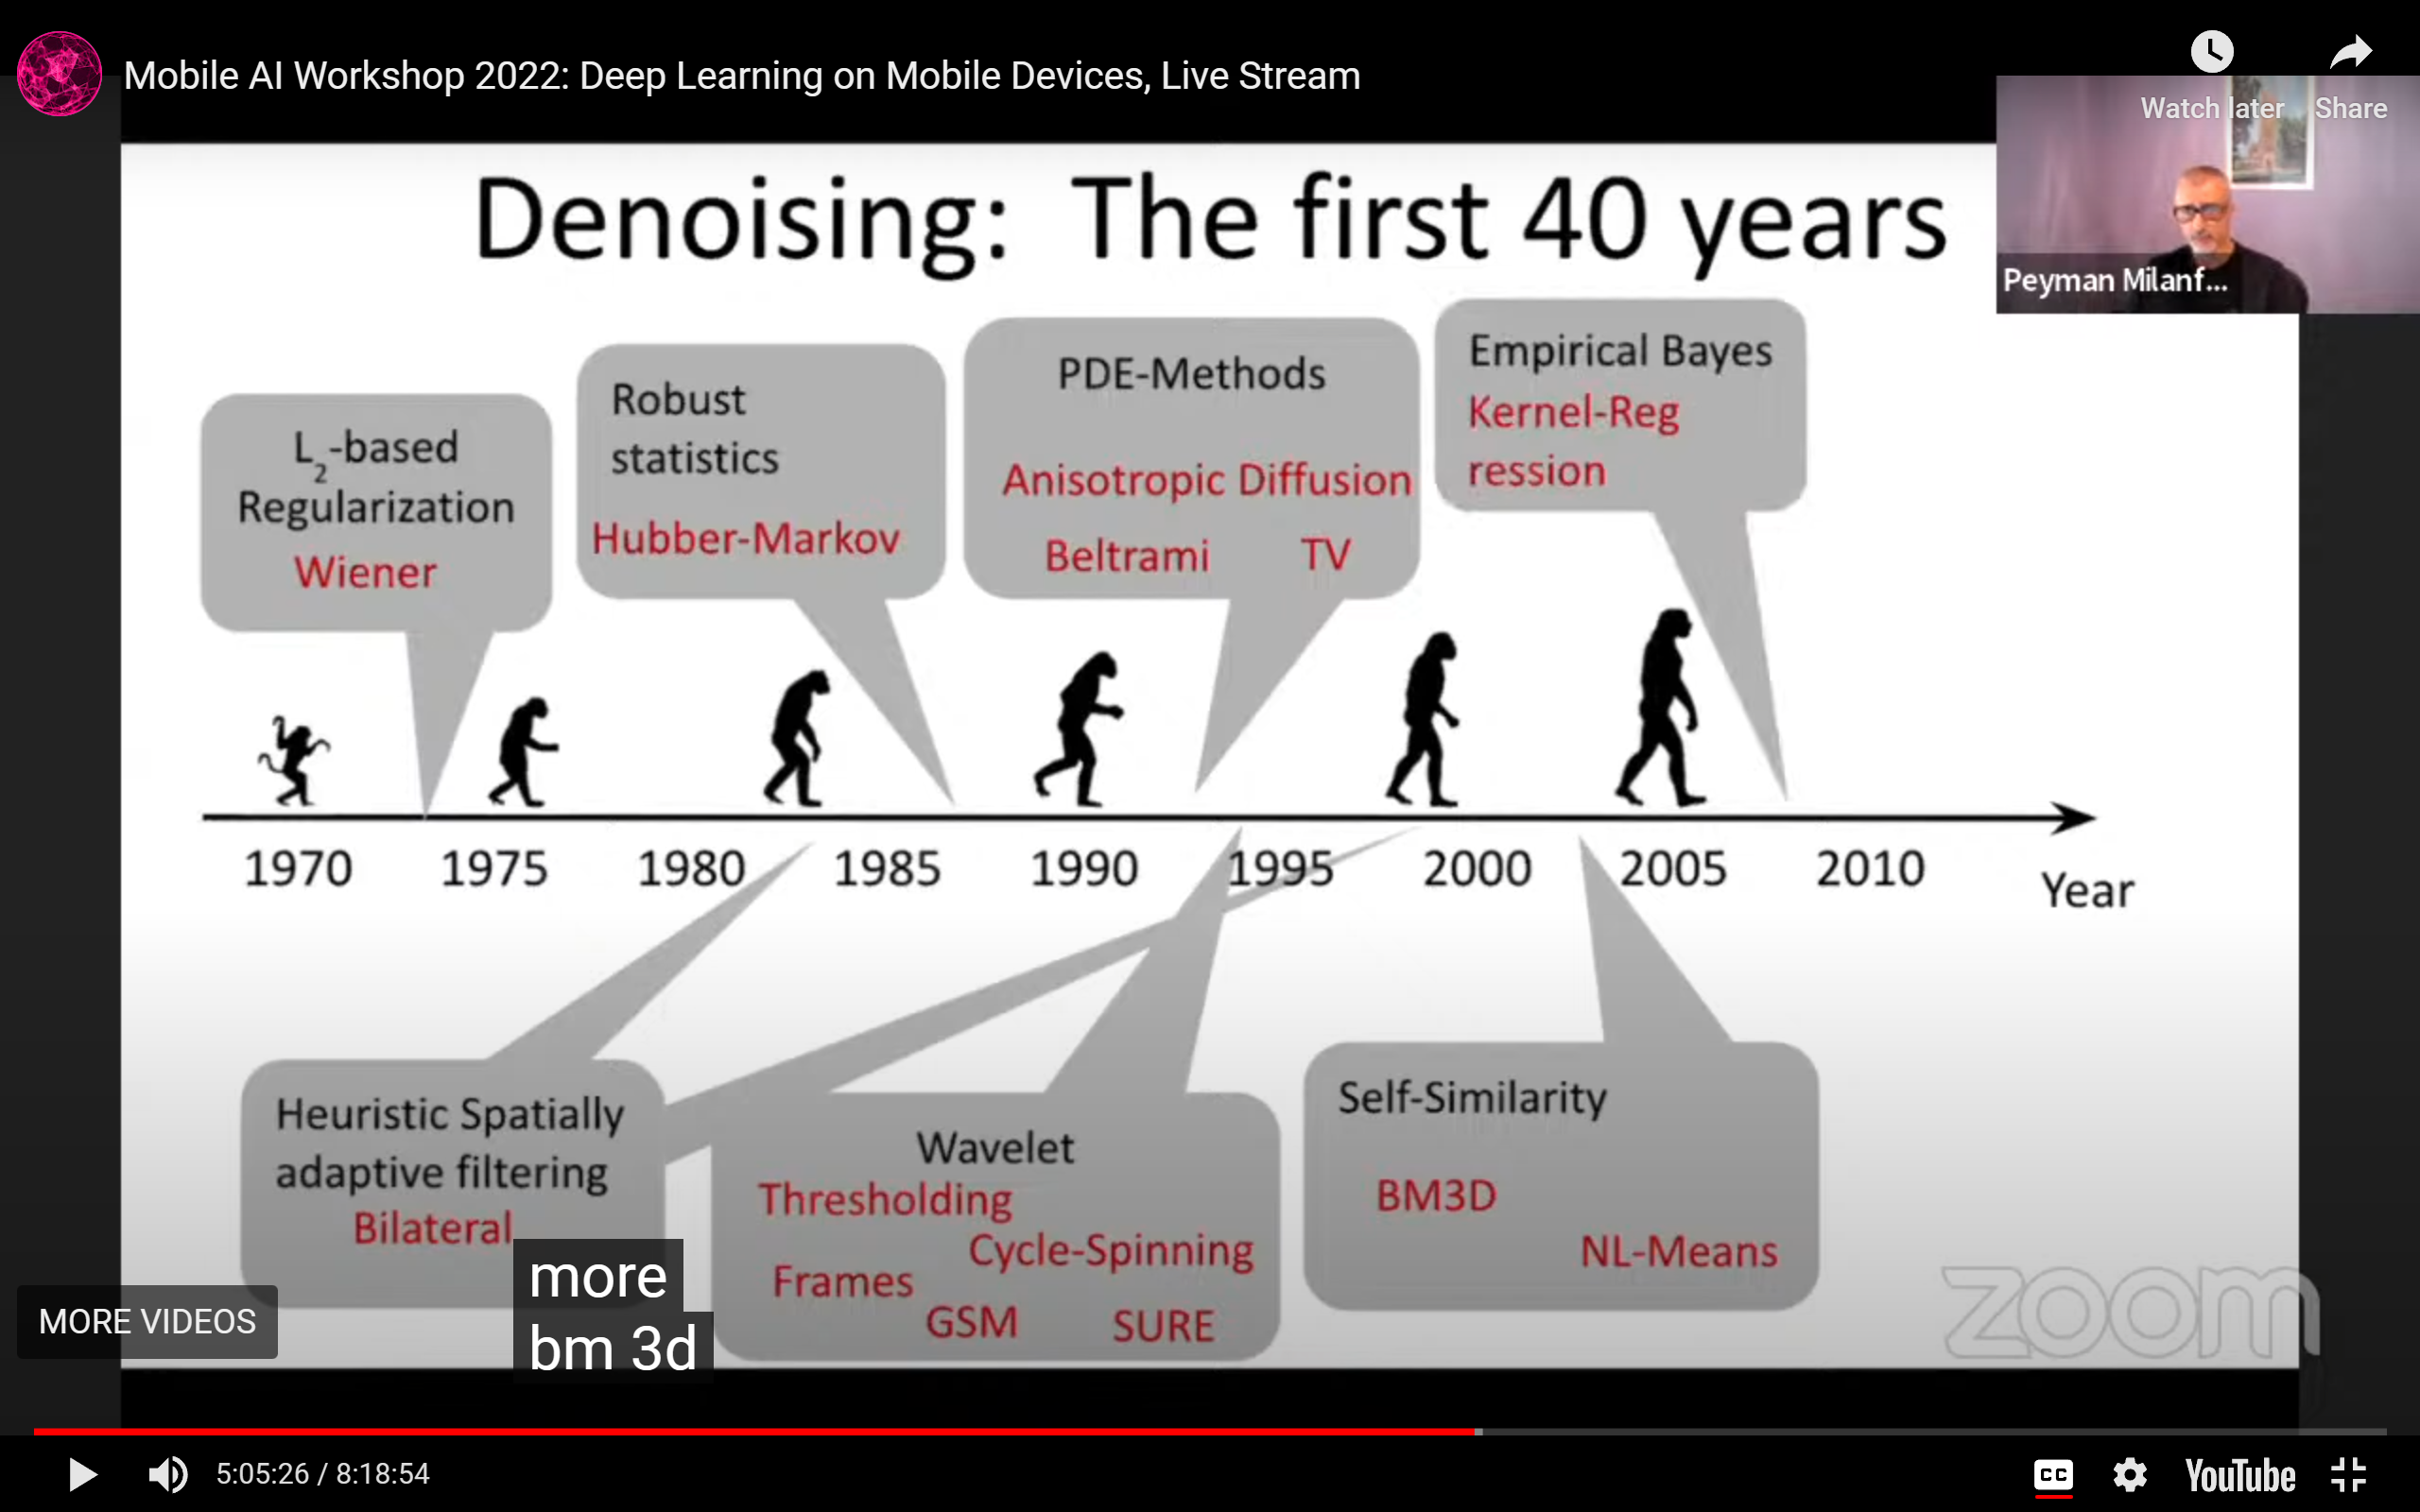 Mobile AI Workshop 2022: Deep Learning on Mobile Devices, Live Stream
Watch later
Share
Peyman Milanf...
Denoising: The first 40 years
L2-based
Regularization
Wiener
Robust
statistics
Hubber-Markov
PDE-Methods
Anisotropic Diffusion
Beltrami TV
Empirical Bayes
Kernel-Reg
ression
1970 1975 1980 1985 1990 1995 2000 2005 2010
Year
Heuristic Spatially
adaptive filtering
Bilateral
Wavelet
Thresholding
Cycle-Spinning
Frames
GSM SURE
Self-Similarity
BM3D
NL-Means
more
bm 3d
MORE VIDEOS
zoom
5:05:26 / 8:18:54
CC
YouTube